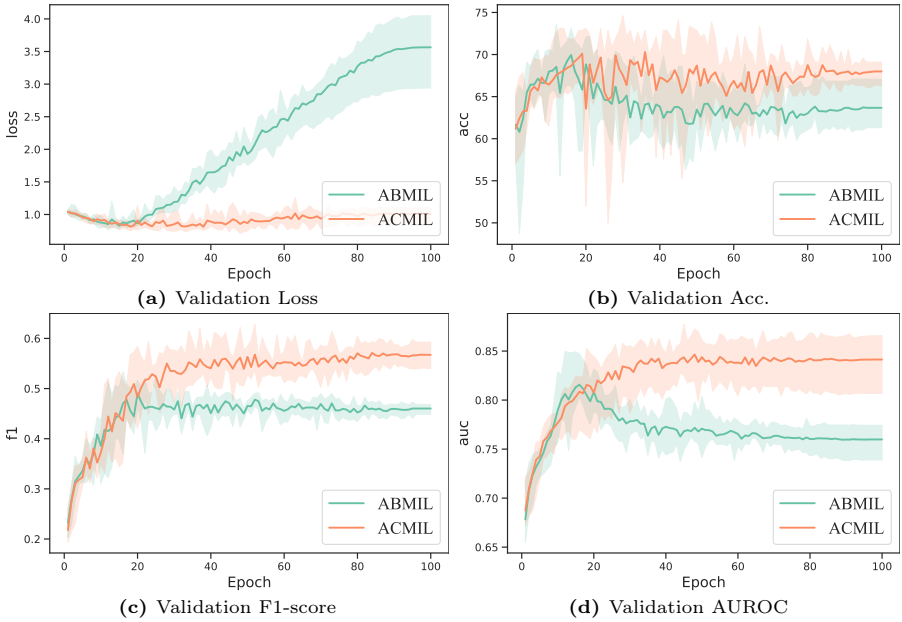 4.0
3.5
3.0
2.5
2.0
1.5
1.0
loss
0 20 40 60 80 100
Epoch
ABMIL
ACMIL
(a) Validation Loss
75
70
65
60
55
50
acc
0 20 40 60 80 100
Epoch
ABMIL
ACMIL
(b) Validation Acc.
0.6
0.5
0.4
0.3
0.2
f1
0 20 40 60 80 100
Epoch
ABMIL
ACMIL
(c) Validation F1-score
0.85
0.80
0.75
0.70
0.65
auc
0 20 40 60 80 100
Epoch
ABMIL
ACMIL
(d) Validation AUROC